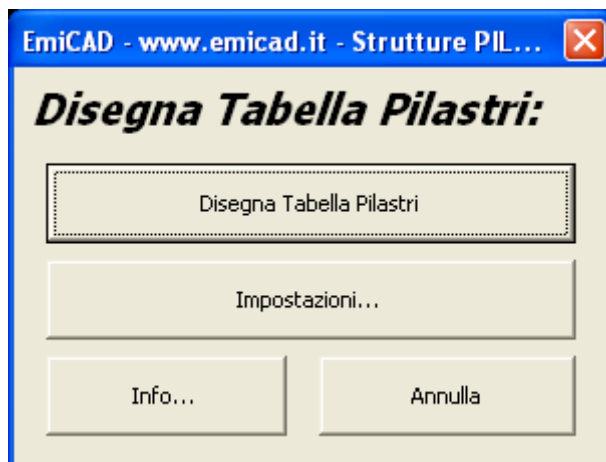 EmiCAD - www.emicad.it - Strutture PIL...
Disegna Tabella Pilastri:
Disegna Tabella Pilastri
Impostazioni...
Info...
Annulla